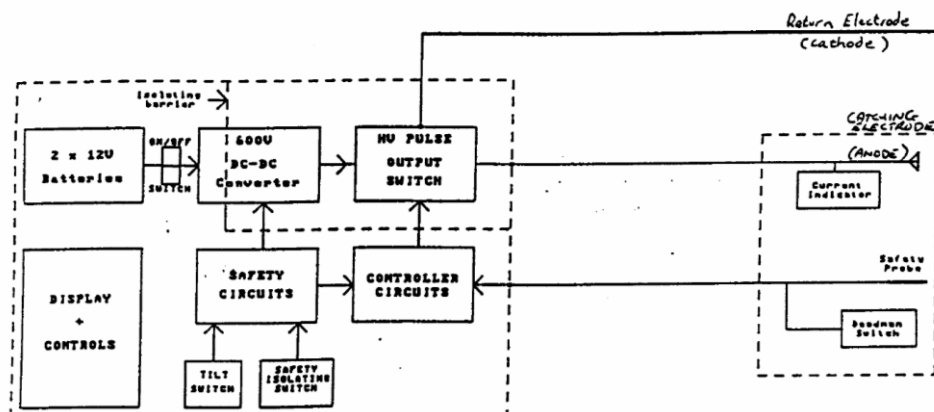 Return Electrode
(Cathode)
Isolating
barrier
CATCHING
ELECTRODE
(ANODE)
2 x 12V
Batteries
ON/OFF
SWITCH
600V
DC-DC
Converter
HV PULSE
OUTPUT
SWITCH
Current
Indicator
DISPLAY
+
CONTROLS
SAFETY
CIRCUITS
CONTROLLER
CIRCUITS
Safety
Probe
Deadman
Switch
TILT
SWITCH
SAFETY
ISOLATING
SWITCH